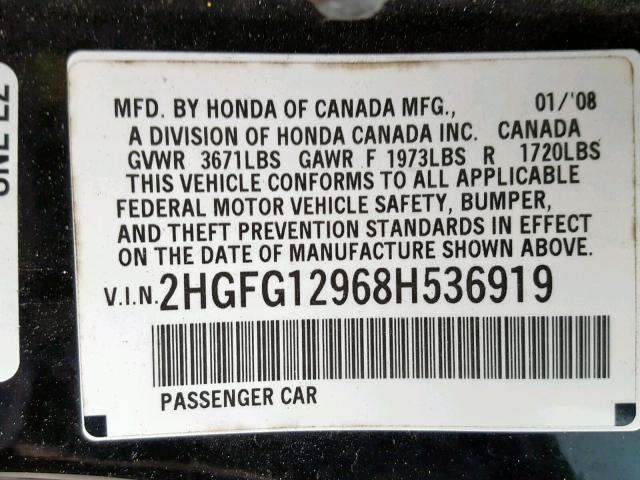 MFD. BY HONDA OF CANADA MFG., 01/'08
A DIVISION OF HONDA CANADA INC. CANADA
GVWR 3671LBS GAWR F 1973LBS R 1720LBS
THIS VEHICLE CONFORMS TO ALL APPLICABLE
FEDERAL MOTOR VEHICLE SAFETY, BUMPER,
AND THEFT PREVENTION STANDARDS IN EFFECT
ON THE DATE OF MANUFACTURE SHOWN ABOVE.
V.I.N. 2HGFG12968H536919
PASSENGER CAR